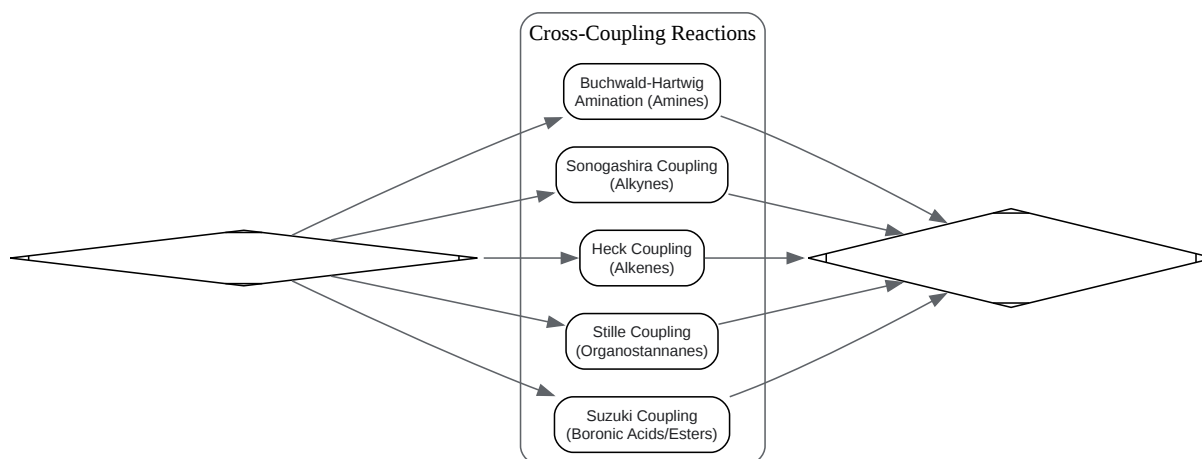 Cross-Coupling Reactions
Buchwald-Hartwig
Amination (Amines)
Sonogashira Coupling
(Alkynes)
Heck Coupling
(Alkenes)
Stille Coupling
(Organostannanes)
Suzuki Coupling
(Boronic Acids/Esters)